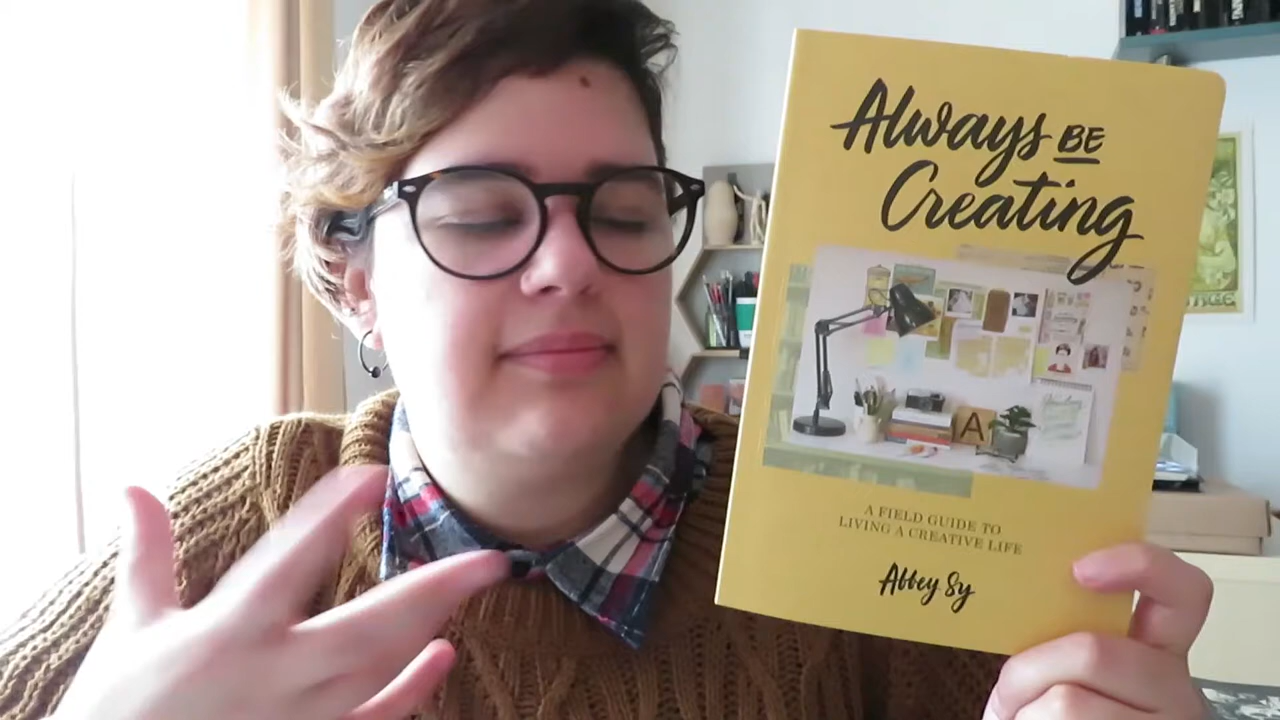 Always BE
Creating
A
A FIELD GUIDE TO
LIVING A CREATIVE LIFE
Abbey Sy